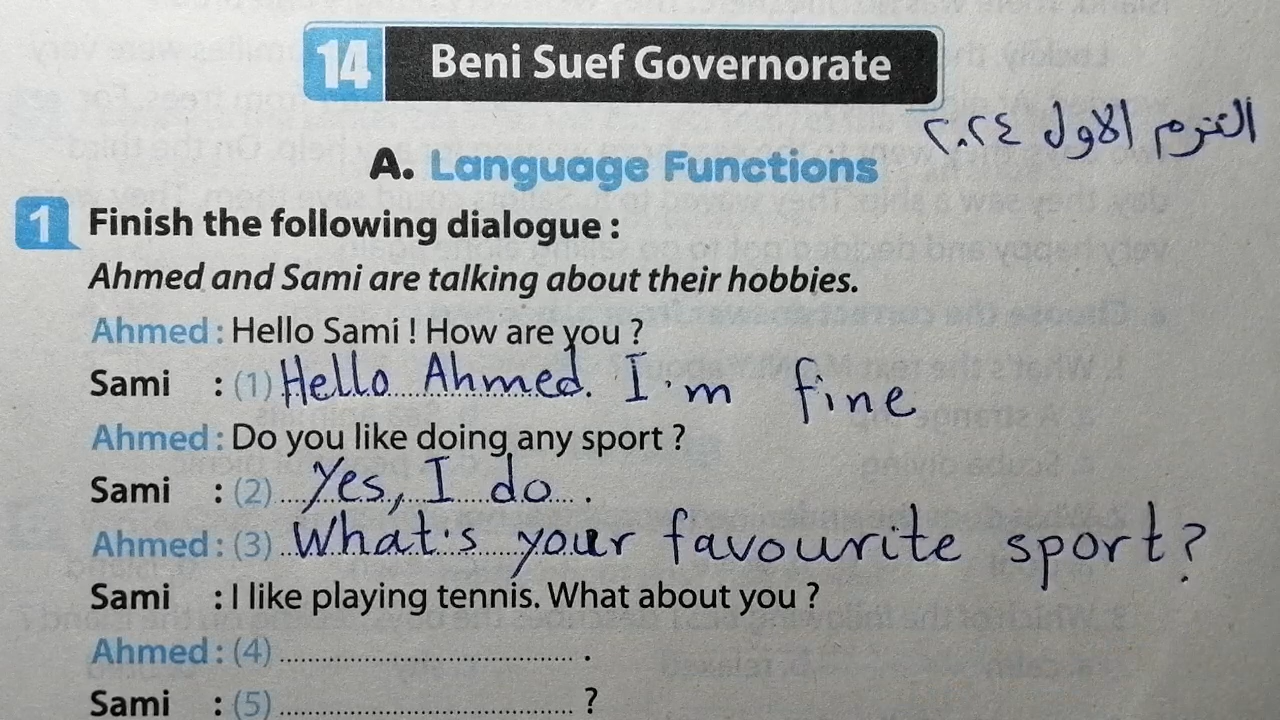 14 Beni Suef Governorate
الترم الاول ٢٠٢٤
A. Language Functions
1 Finish the following dialogue :
Ahmed and Sami are talking about their hobbies.
Ahmed : Hello Sami ! How are you ?
Sami : (1) Hello Ahmed. I'm fine
Ahmed : Do you like doing any sport ?
Sami : (2) Yes, I do .
Ahmed : (3) What's your favourite sport?
Sami : I like playing tennis. What about you ?
Ahmed : (4) ........................................ .
Sami : (5) ........................................ ?